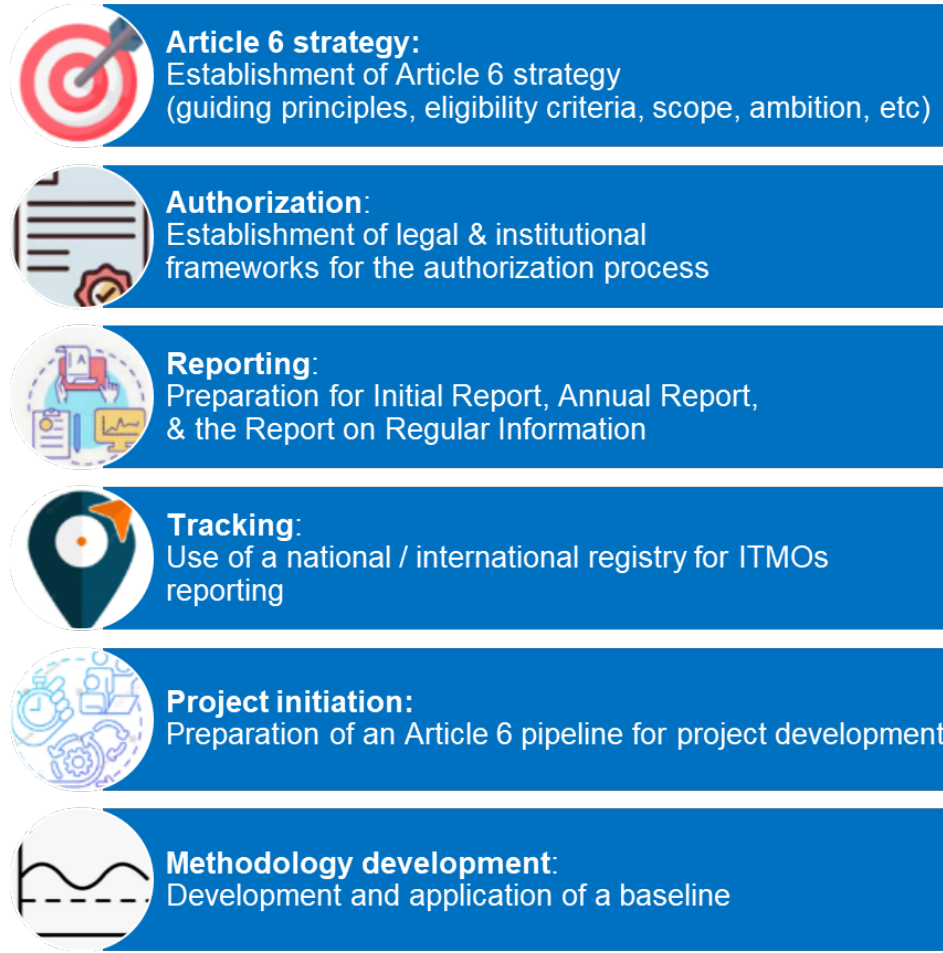 Article 6 strategy:
Establishment of Article 6 strategy
(guiding principles, eligibility criteria, scope, ambition, etc)
Authorization:
Establishment of legal & institutional
frameworks for the authorization process
Reporting:
Preparation for Initial Report, Annual Report,
& the Report on Regular Information
Tracking:
Use of a national / international registry for ITMOs
reporting
Project initiation:
Preparation of an Article 6 pipeline for project development
Methodology development:
Development and application of a baseline